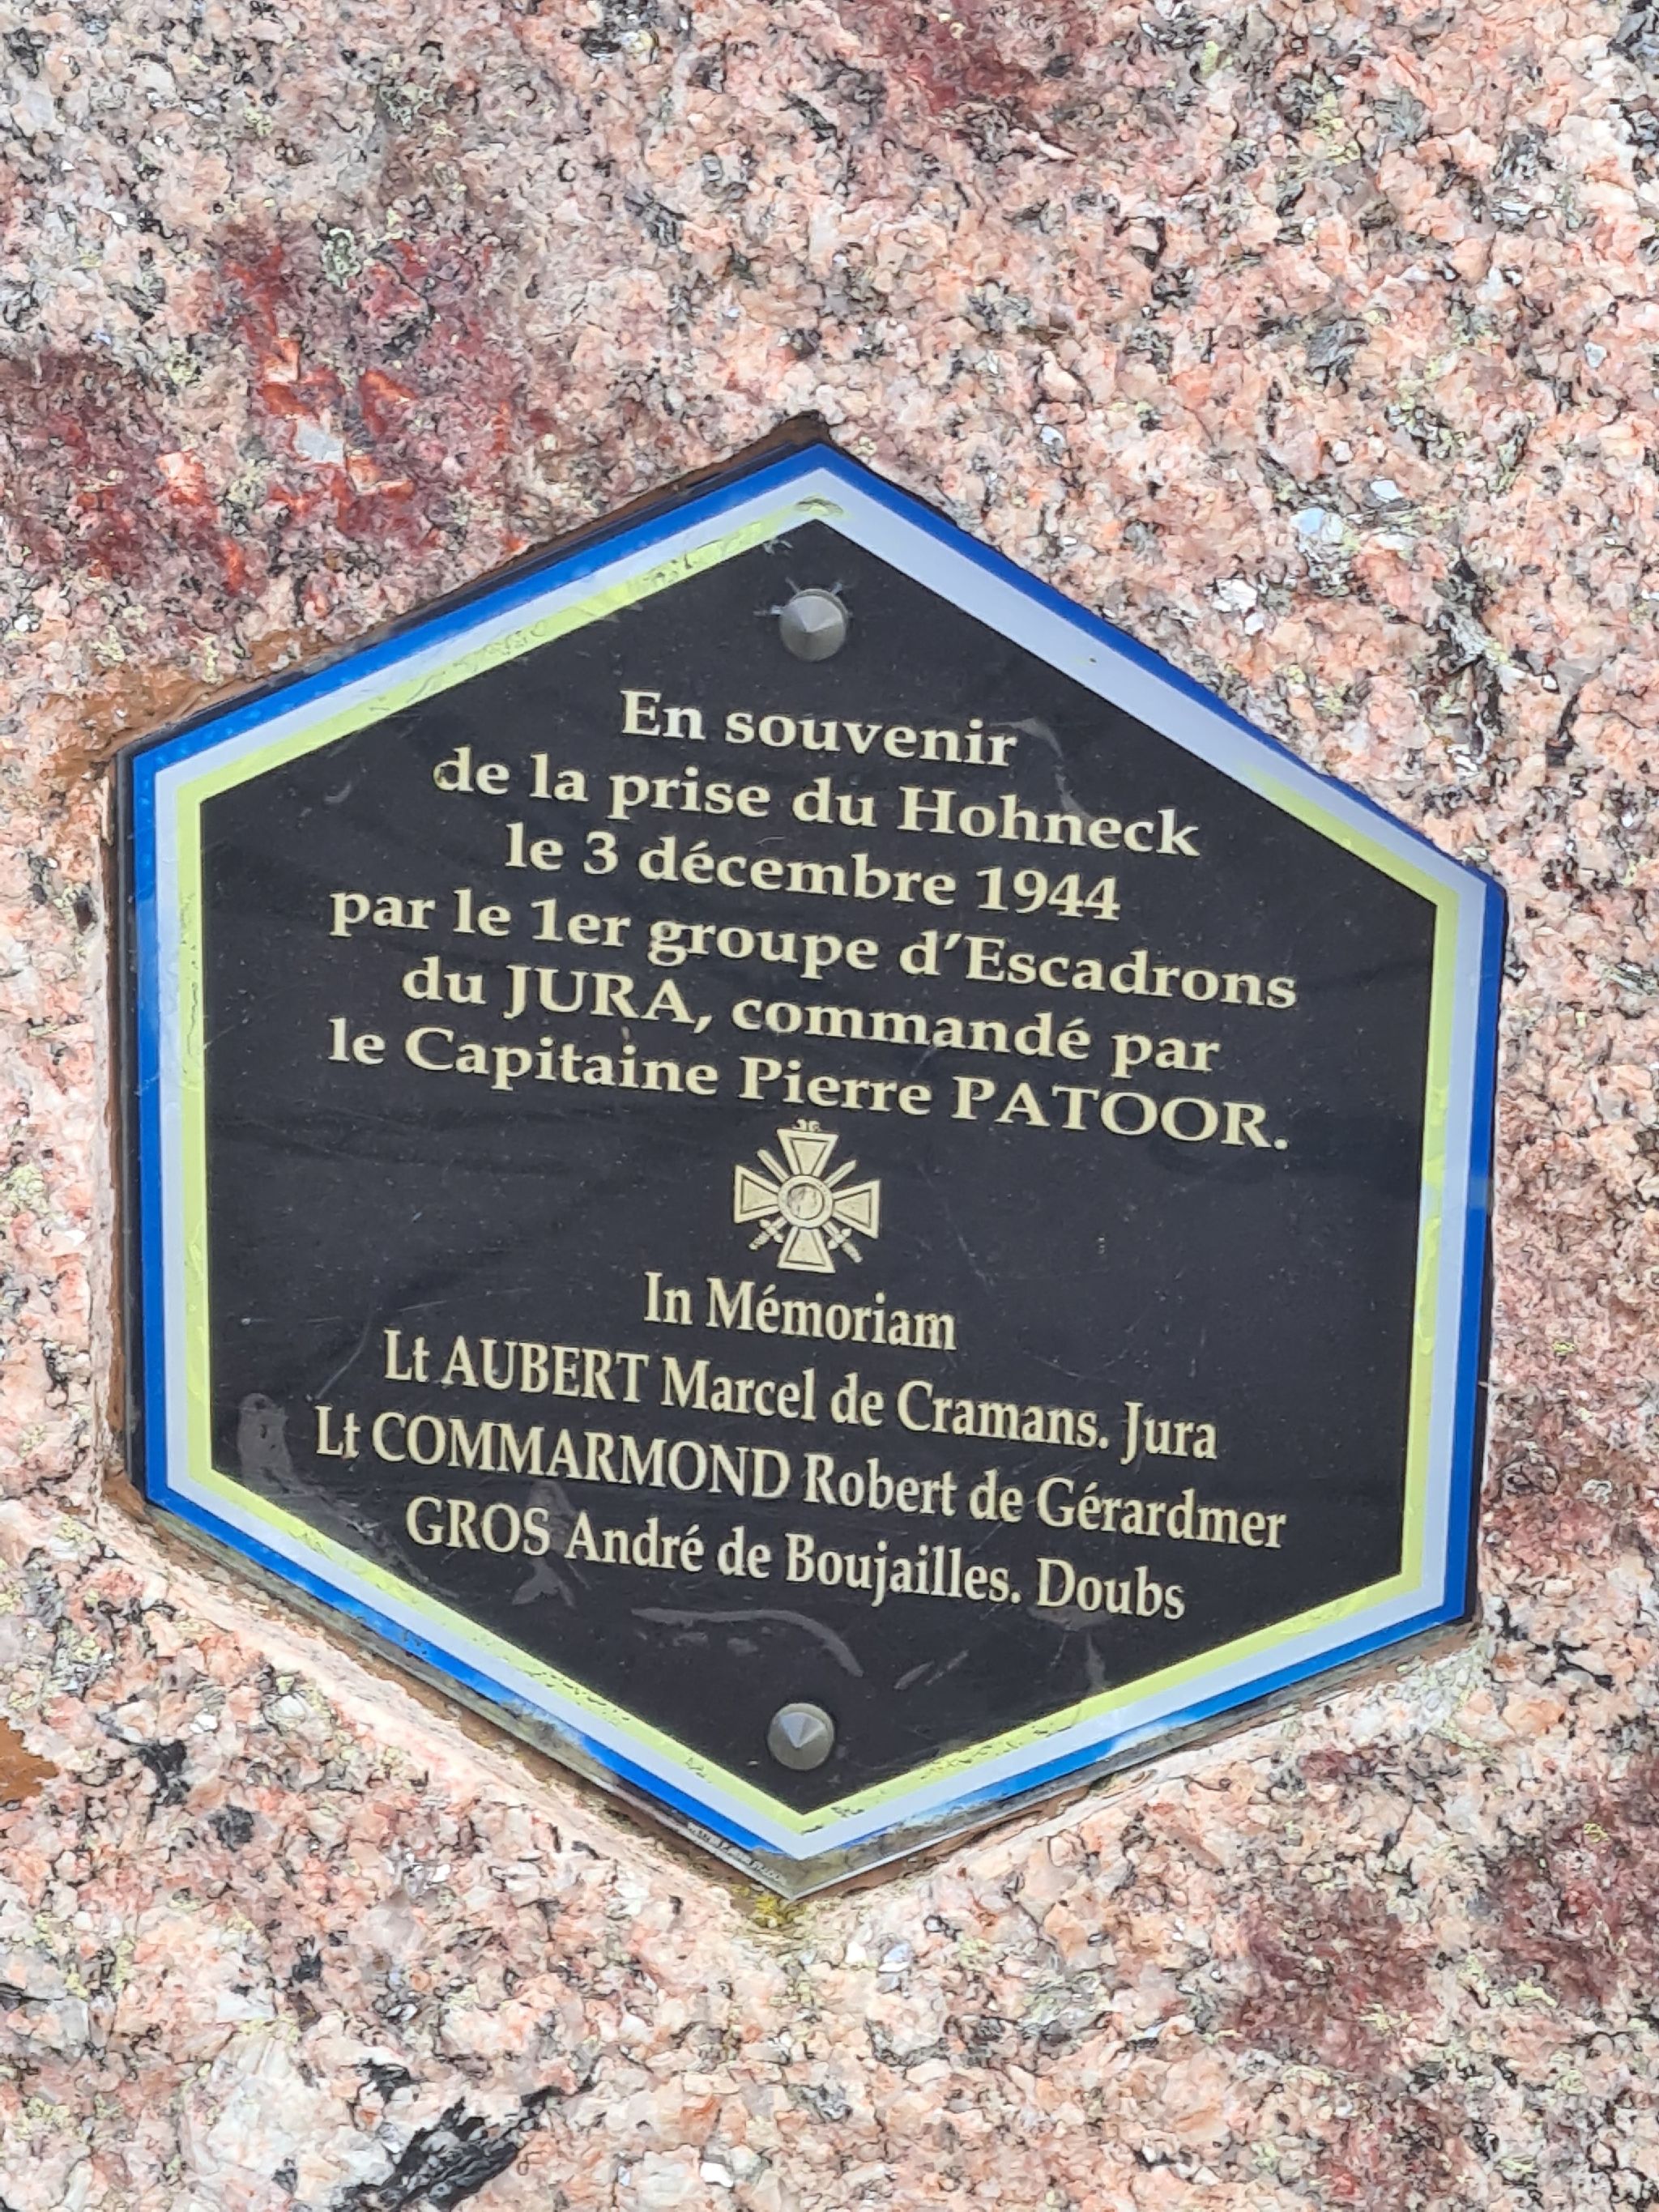 En souvenir
de la prise du Hohneck
le 3 décembre 1944
par le 1er groupe d'Escadrons
du JURA, commandé par
le Capitaine Pierre PATOOR.
In Mémoriam
Lt AUBERT Marcel de Cramans. Jura
Lt COMMARMOND Robert de Gérardmer
GROS André de Boujailles. Doubs